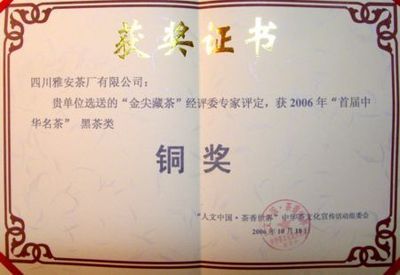 获奖证书
四川雅安茶厂有限公司：
贵单位选送的“金尖藏茶”经评委专家评定，获2006年“首届中
华名茶” 黑茶类
铜奖
“人文中国·茶香世界”中华茶文化宣传活动组委会
2006年10月18日